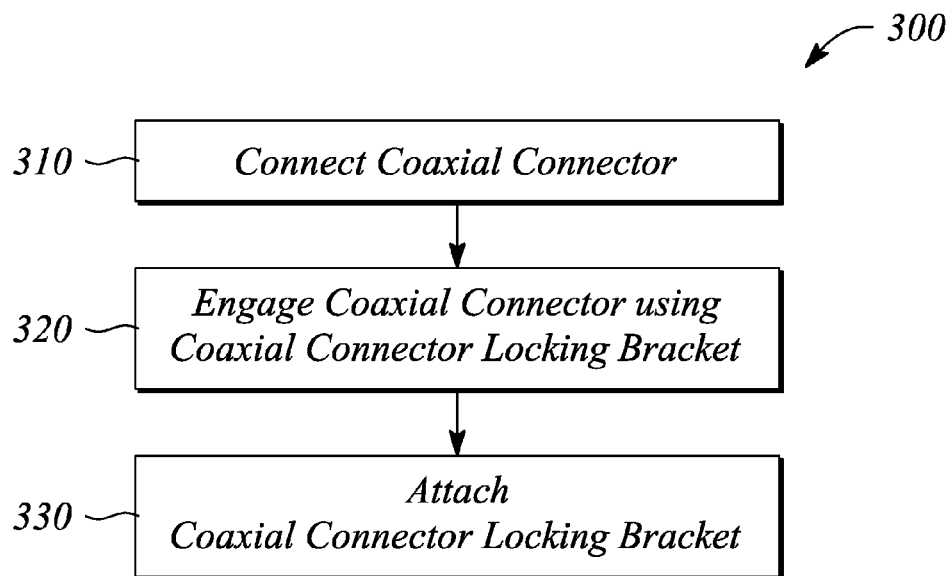 300
310
Connect Coaxial Connector
320
Engage Coaxial Connector using
Coaxial Connector Locking Bracket
330
Attach
Coaxial Connector Locking Bracket